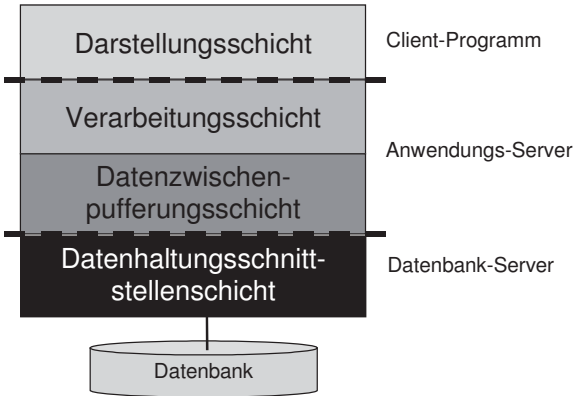 Darstellungsschicht
Client-Programm
Verarbeitungsschicht
Anwendungs-Server
Datenzwischen-
pufferungsschicht
Datenhaltungsschnitt-
stellenschicht
Datenbank-Server
Datenbank